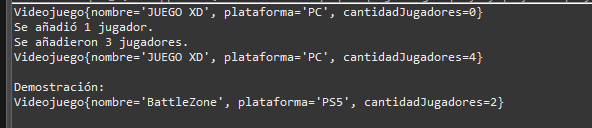 Videojuego{nombre='JUEGO XD', plataforma='PC', cantidadJugadores=0}
Se añadió 1 jugador.
Se añadieron 3 jugadores.
Videojuego{nombre='JUEGO XD', plataforma='PC', cantidadJugadores=4}
Demostración:
Videojuego{nombre='BattleZone', plataforma='PS5', cantidadJugadores=2}